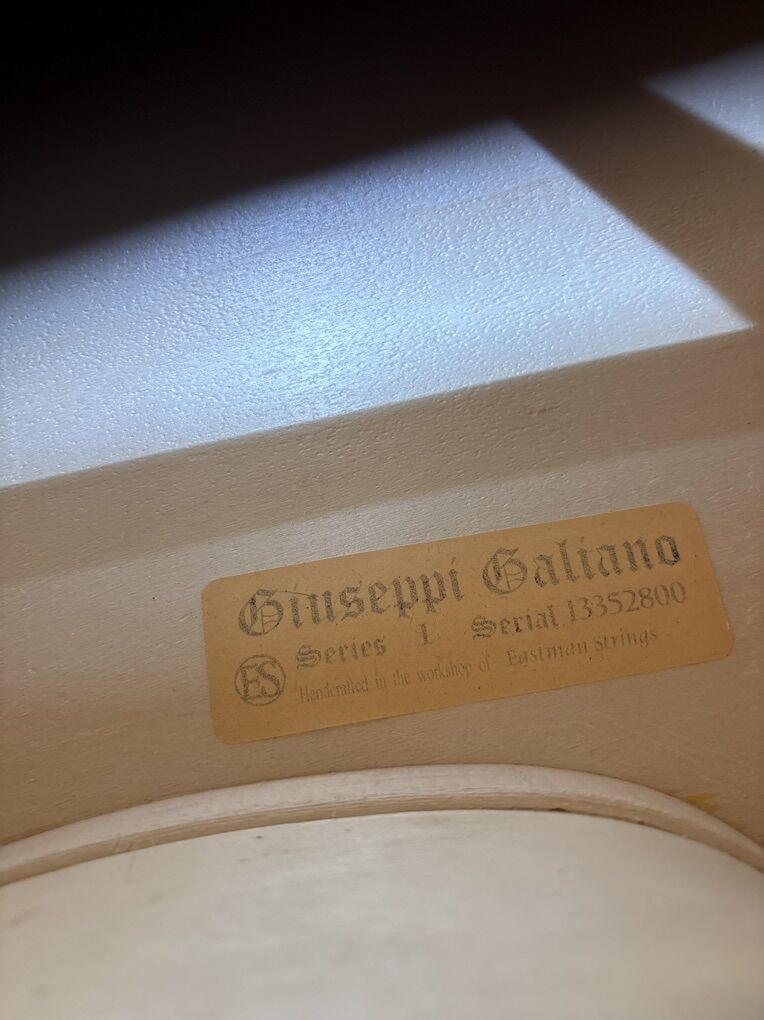 Giuseppi Galiano
Series 1 Serial 13352800
ES Handcrafted in the workshop of Eastman Strings